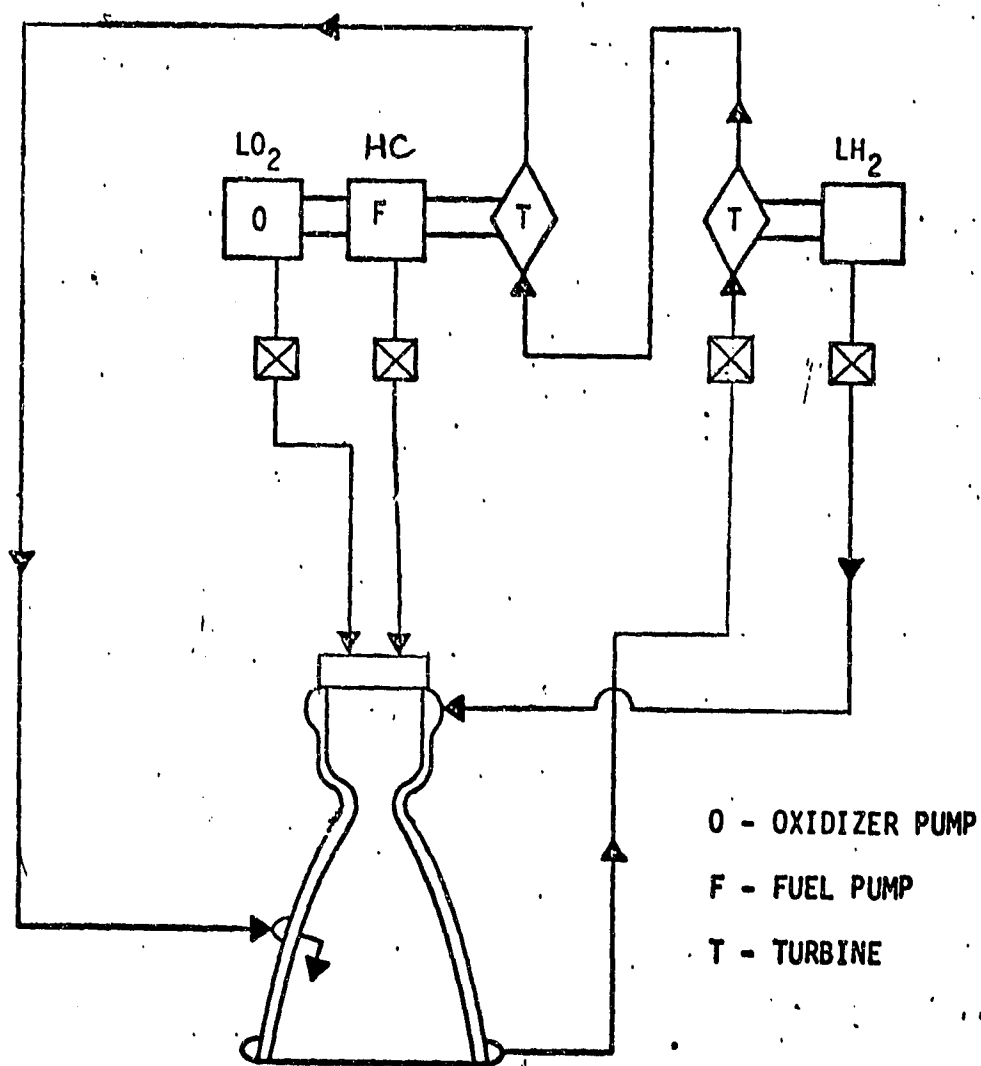 LO2
HC
LH2
O
F
T
T
O - OXIDIZER PUMP
F - FUEL PUMP
T - TURBINE